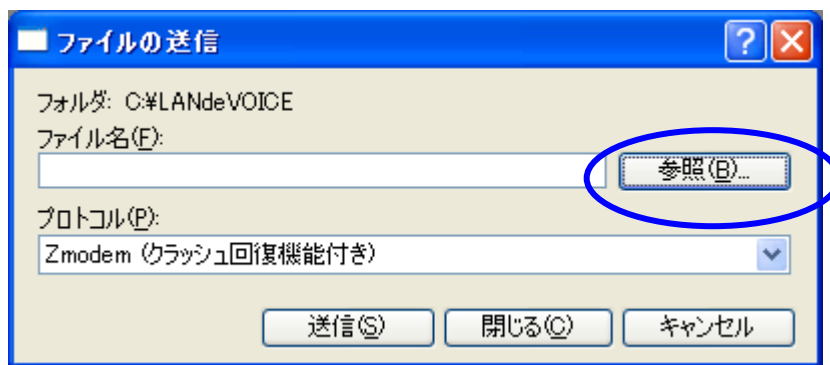 ファイルの送信
フォルダ: C:¥LANdeVOICE
ファイル名(F):
参照(B)...
プロトコル(P):
Zmodem (クラッシュ回復機能付き)
送信(S) 閉じる(C) キャンセル